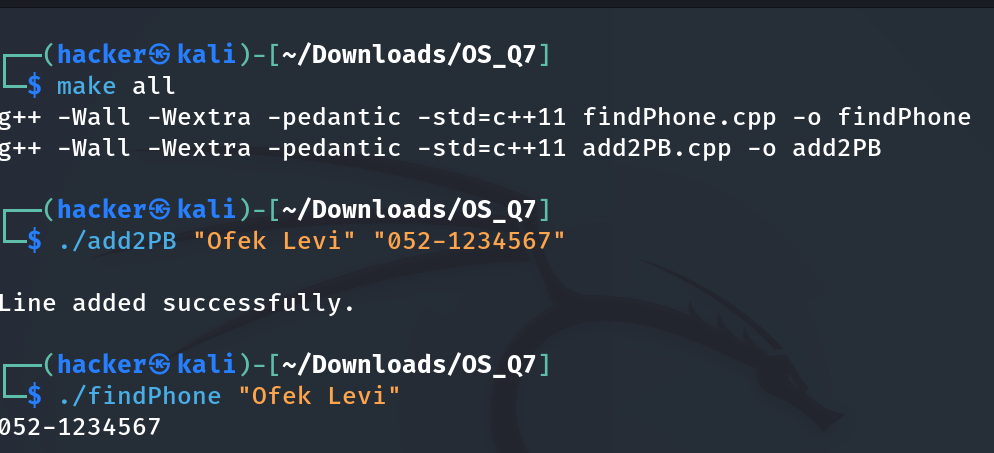 ┌──(hacker㉿kali)-[~/Downloads/OS_Q7]
└─$ make all
g++ -Wall -Wextra -pedantic -std=c++11 findPhone.cpp -o findPhone
g++ -Wall -Wextra -pedantic -std=c++11 add2PB.cpp -o add2PB
┌──(hacker㉿kali)-[~/Downloads/OS_Q7]
└─$ ./add2PB "Ofek Levi" "052-1234567"
Line added successfully.
┌──(hacker㉿kali)-[~/Downloads/OS_Q7]
└─$ ./findPhone "Ofek Levi"
052-1234567